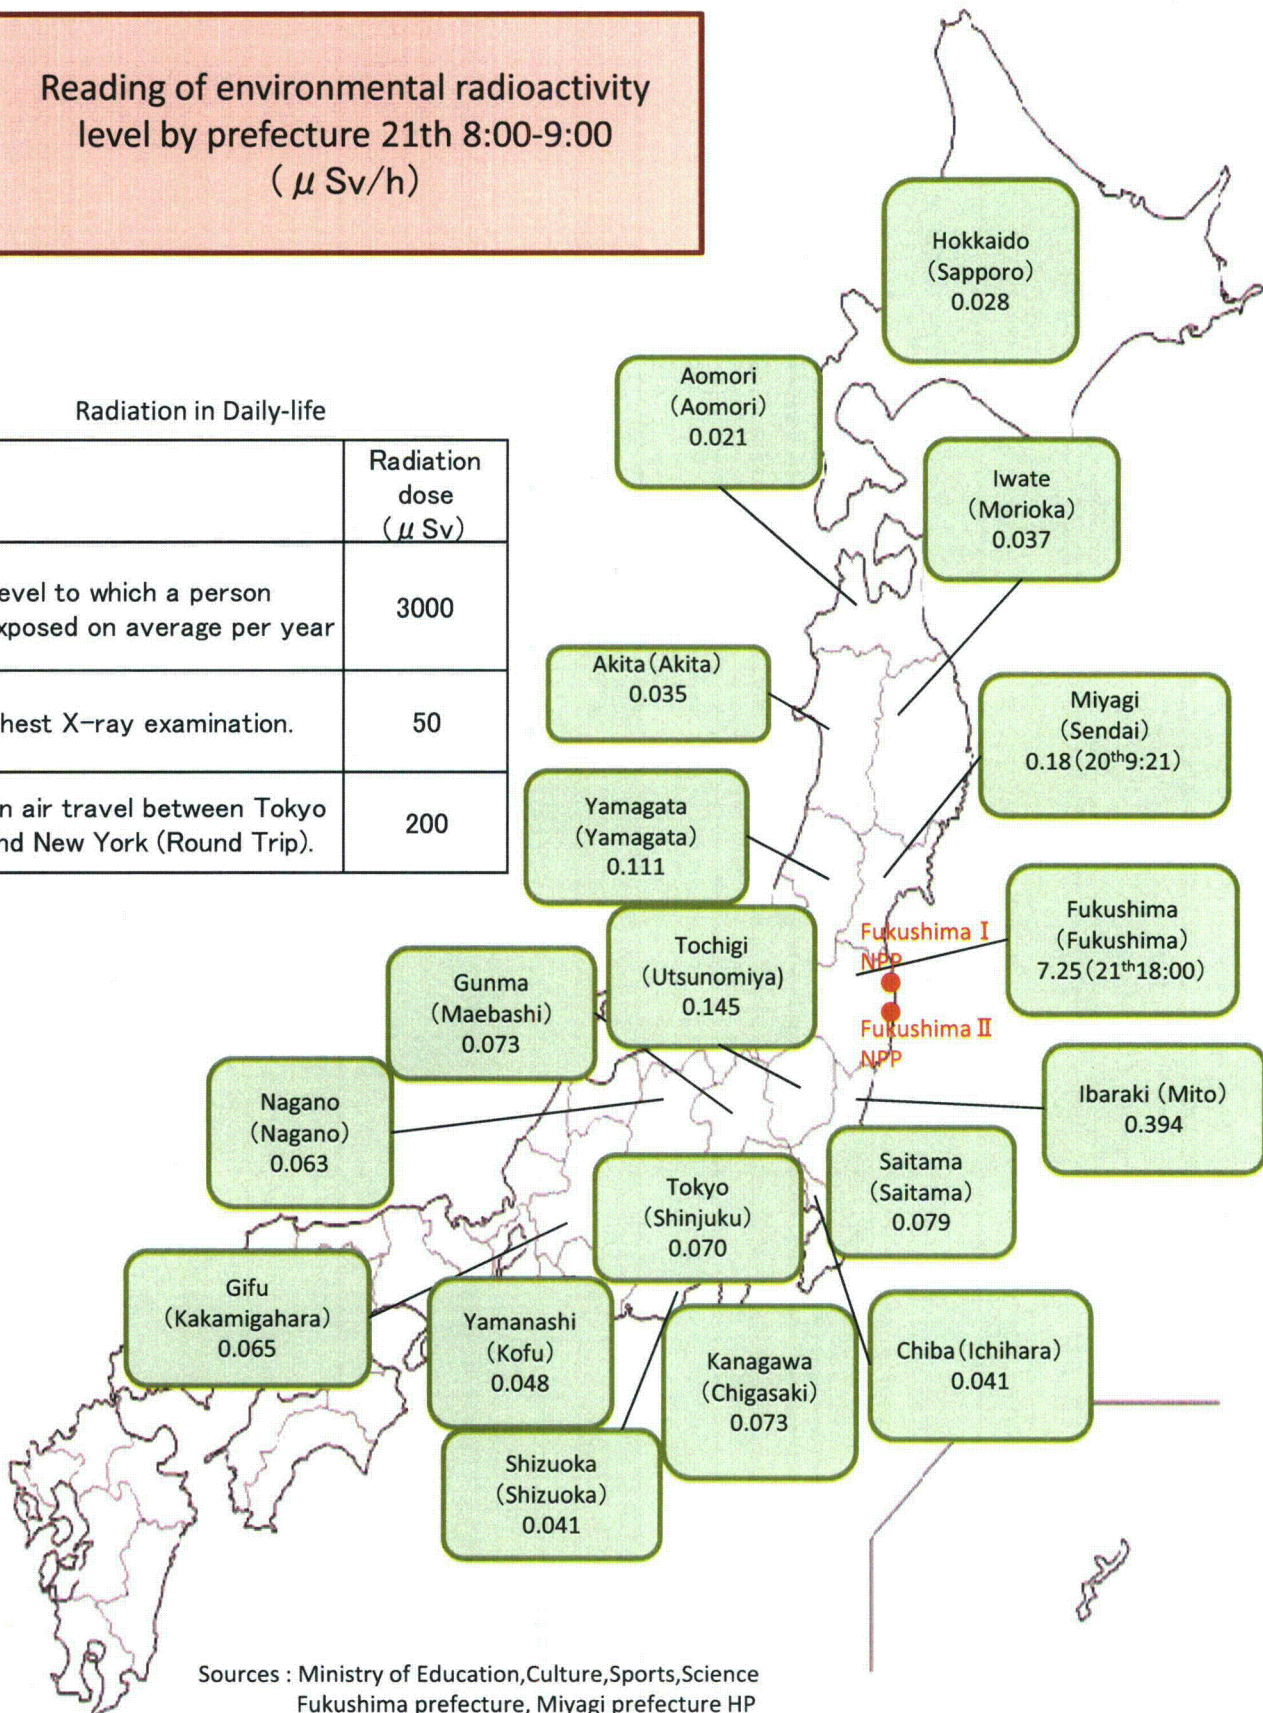 Reading of environmental radioactivity
level by prefecture 21th 8:00-9:00
(μSv/h)
Hokkaido
(Sapporo)
0.028
Aomori
(Aomori)
0.021
Iwate
(Morioka)
0.037
Radiation in Daily-life
Radiation
dose
(μSv)
evel to which a person
xposed on average per year
3000
hest X-ray examination.
50
n air travel between Tokyo
nd New York (Round Trip).
200
Akita(Akita)
0.035
Miyagi
(Sendai)
0.18(20th9:21)
Yamagata
(Yamagata)
0.111
Fukushima
(Fukushima)
7.25(21th18:00)
Fukushima Ⅰ
NPP
Fukushima Ⅱ
NPP
Tochigi
(Utsunomiya)
0.145
Gunma
(Maebashi)
0.073
Nagano
(Nagano)
0.063
Ibaraki (Mito)
0.394
Saitama
(Saitama)
0.079
Tokyo
(Shinjuku)
0.070
Gifu
(Kakamigahara)
0.065
Yamanashi
(Kofu)
0.048
Kanagawa
(Chigasaki)
0.073
Chiba(Ichihara)
0.041
Shizuoka
(Shizuoka)
0.041
Sources : Ministry of Education,Culture,Sports,Science
Fukushima prefecture, Miyagi prefecture HP